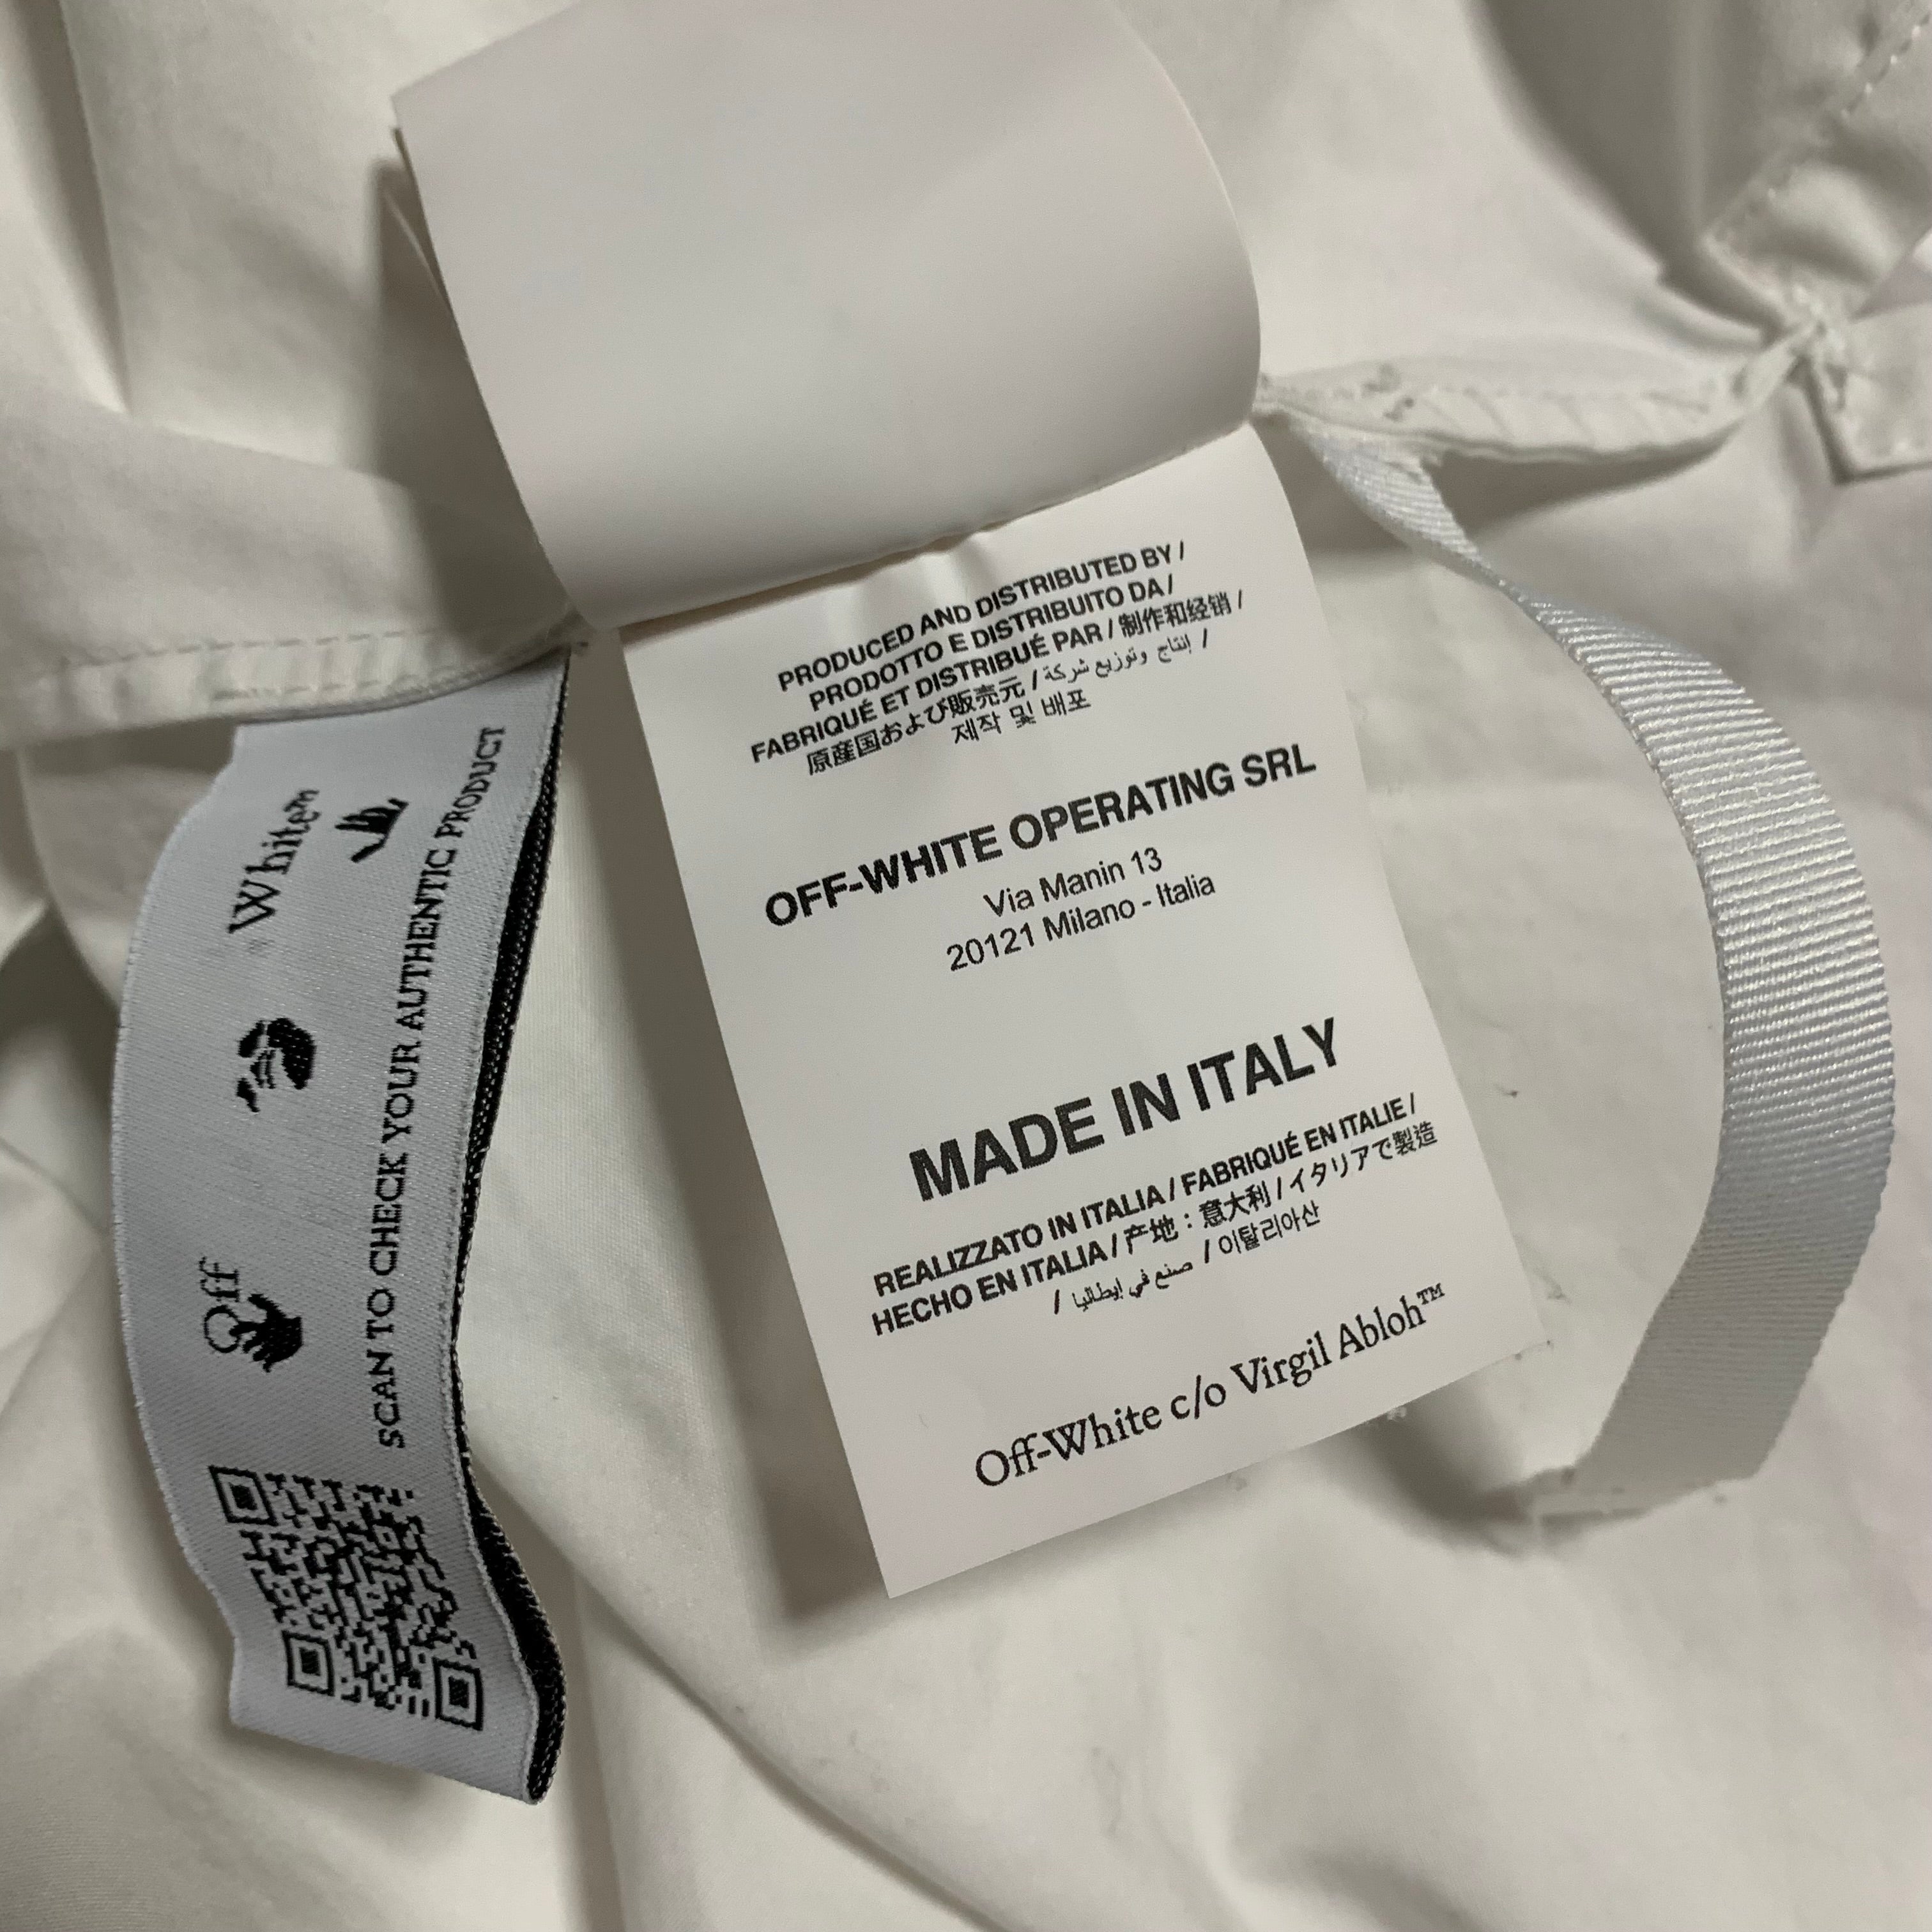 PRODUCED AND DISTRIBUTED BY /
PRODOTTO E DISTRIBUITO DA /
FABRIQUÉ ET DISTRIBUÉ PAR / 制作和经销 /
原産国および販売元 / إنتاج وتوزيع شركة /
제작 및 배포
OFF-WHITE OPERATING SRL
Via Manin 13
20121 Milano - Italia
MADE IN ITALY
REALIZZATO IN ITALIA / FABRIQUÉ EN ITALIE /
HECHO EN ITALIA / 产地：意大利 / イタリアで製造
/ صنع في إيطاليا / 이탈리아산
Off-White c/o Virgil Abloh™
Off White™
SCAN TO CHECK YOUR AUTHENTIC PRODUCT